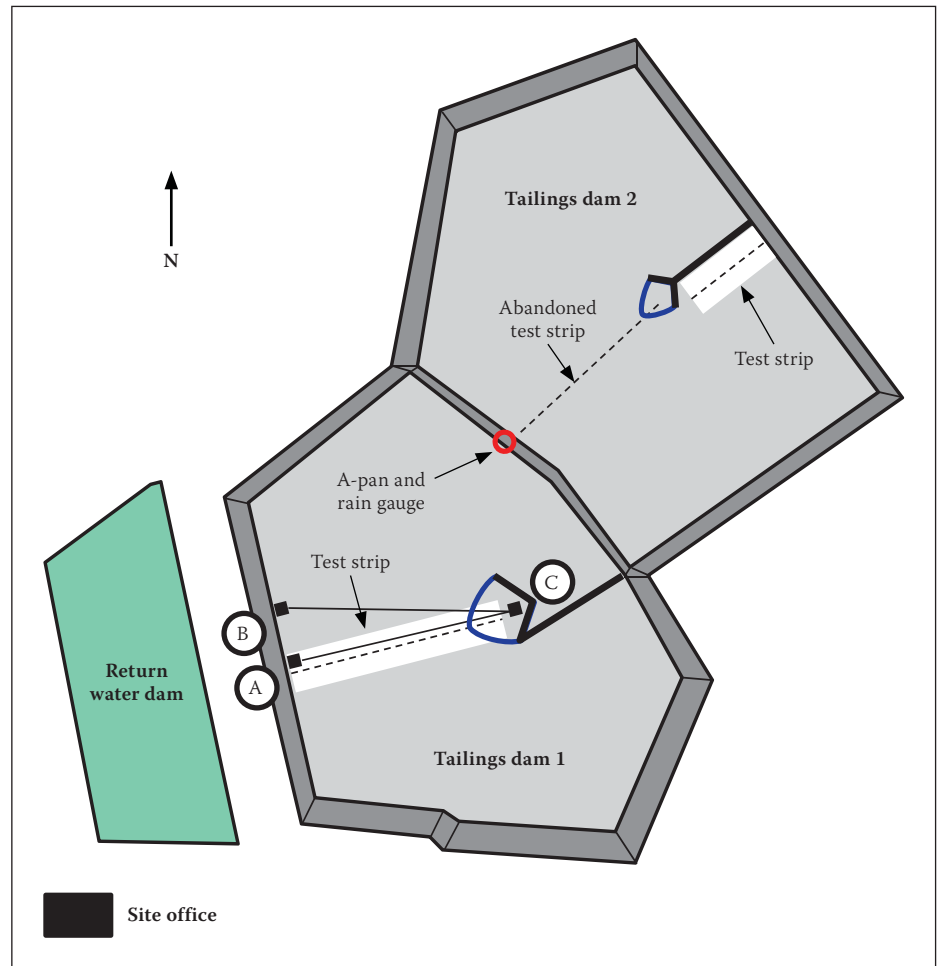 Tailings dam 2
N
Abandoned
test strip
Test strip
A-pan and
rain gauge
Test strip
C
B
A
Return
water dam
Tailings dam 1
Site office